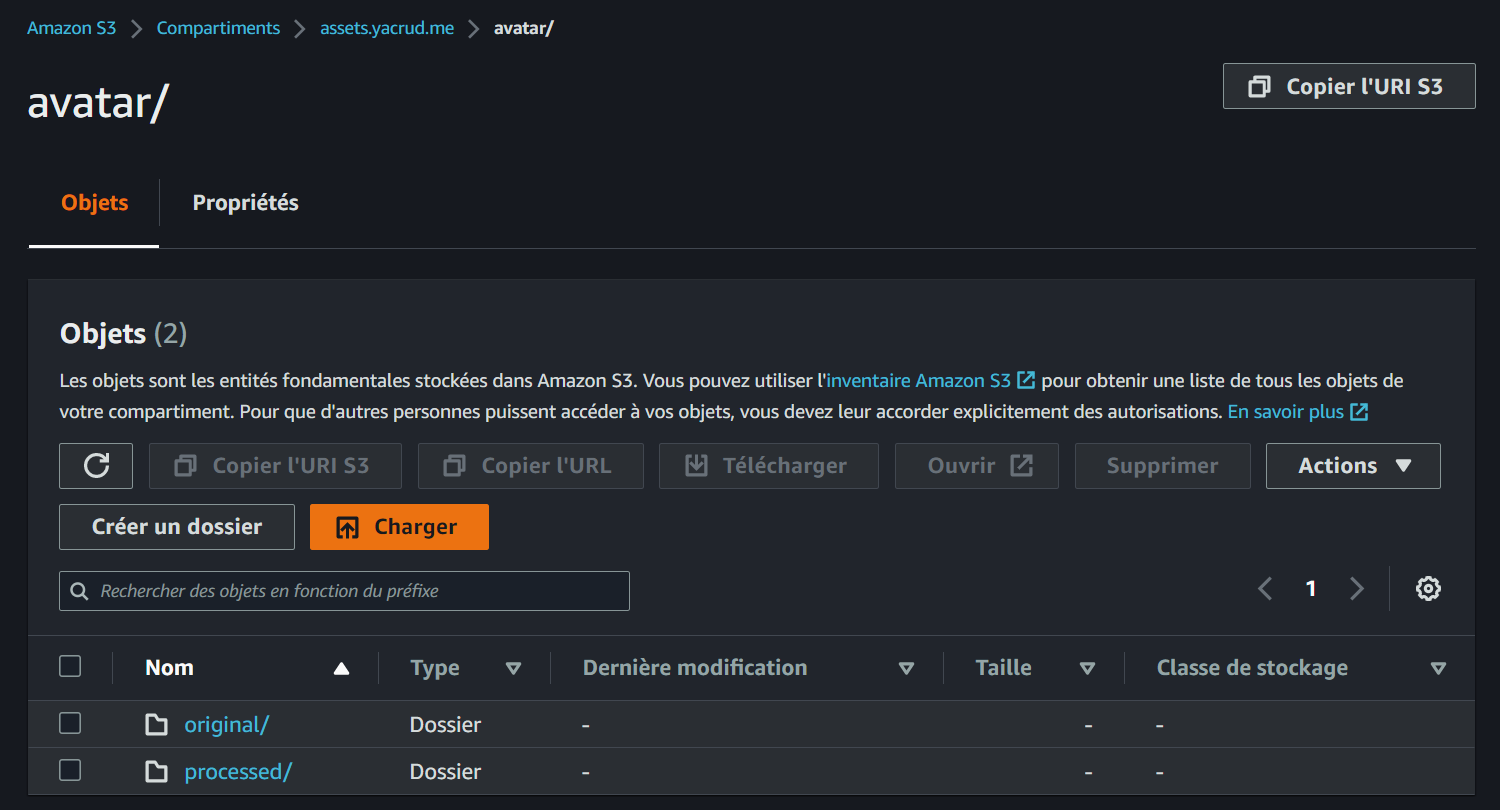 Amazon S3 > Compartiments > assets.yacrud.me > avatar/
avatar/
Copier l'URI S3
Objets Propriétés
Objets (2)
Les objets sont les entités fondamentales stockées dans Amazon S3. Vous pouvez utiliser l'inventaire Amazon S3 pour obtenir une liste de tous les objets de
votre compartiment. Pour que d'autres personnes puissent accéder à vos objets, vous devez leur accorder explicitement des autorisations. En savoir plus
Copier l'URI S3 Copier l'URL Télécharger Ouvrir Supprimer Actions
Créer un dossier Charger
Rechercher des objets en fonction du préfixe
1
Nom Type Dernière modification Taille Classe de stockage
original/ Dossier - - -
processed/ Dossier - - -